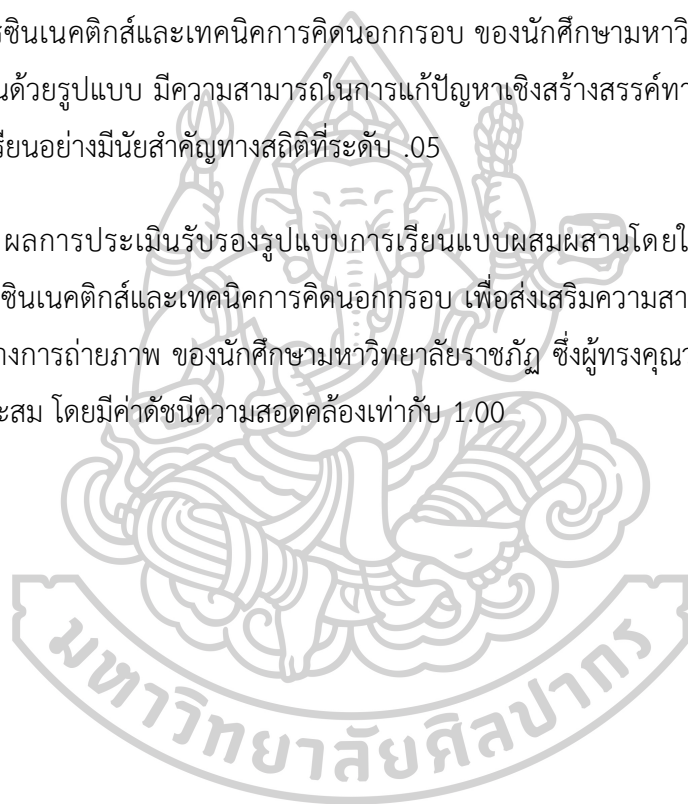 รซินเนคติกส์และเทคนิคการคิดนอกกรอบ ของนักศึกษามหาวิ
นด้วยรูปแบบ มีความสามารถในการแก้ปัญหาเชิงสร้างสรรค์ทา
รียนอย่างมีนัยสำคัญทางสถิติที่ระดับ .05
ผลการประเมินรับรองรูปแบบการเรียนแบบผสมผสานโดยใ
ซินเนคติกส์และเทคนิคการคิดนอกกรอบ เพื่อส่งเสริมความสา
างการถ่ายภาพ ของนักศึกษามหาวิทยาลัยราชภัฏ ซึ่งผู้ทรงคุณว
ะสม โดยมีค่าดัชนีความสอดคล้องเท่ากับ 1.00
มหาวิทยาลัยศิลปากร